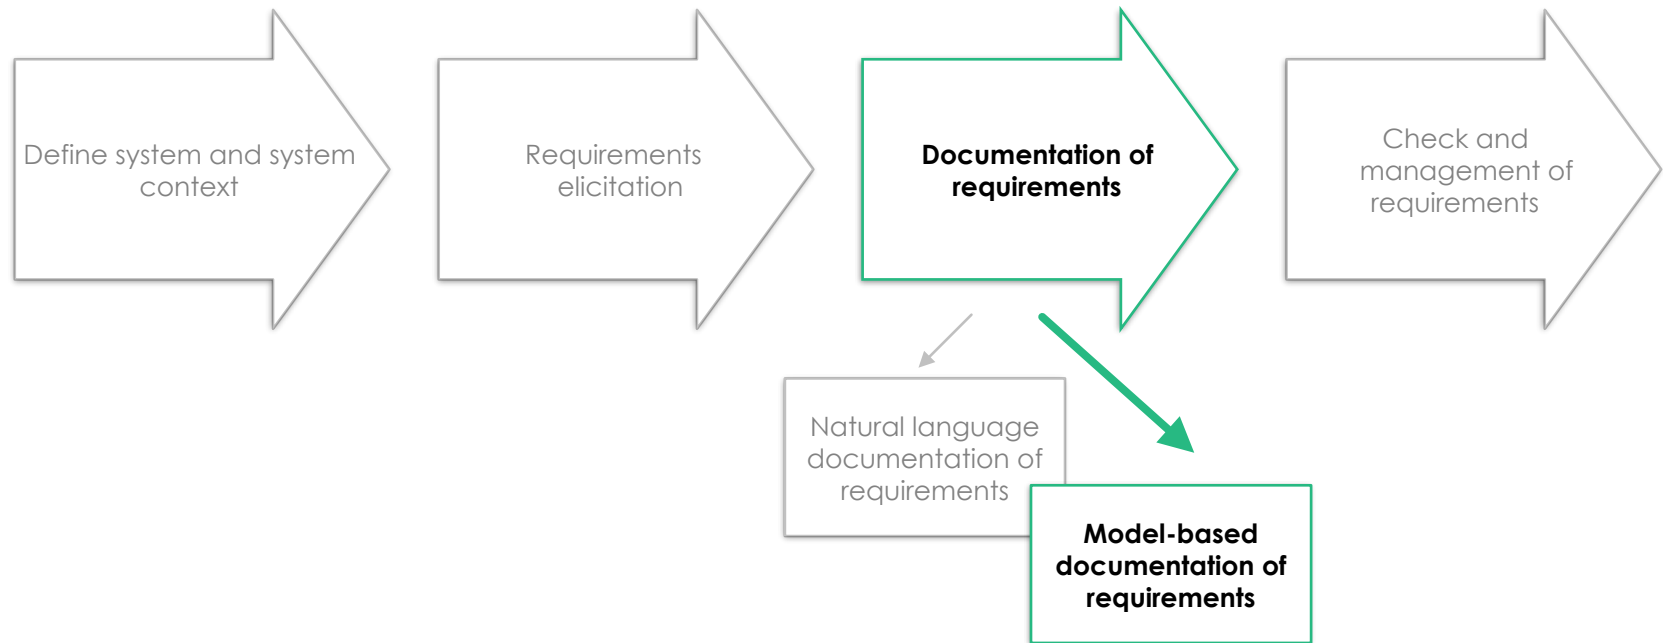 Define system and system
context
Requirements
elicitation
Documentation of
requirements
Check and
management of
requirements
Natural language
documentation of
requirements
Model-based
documentation of
requirements